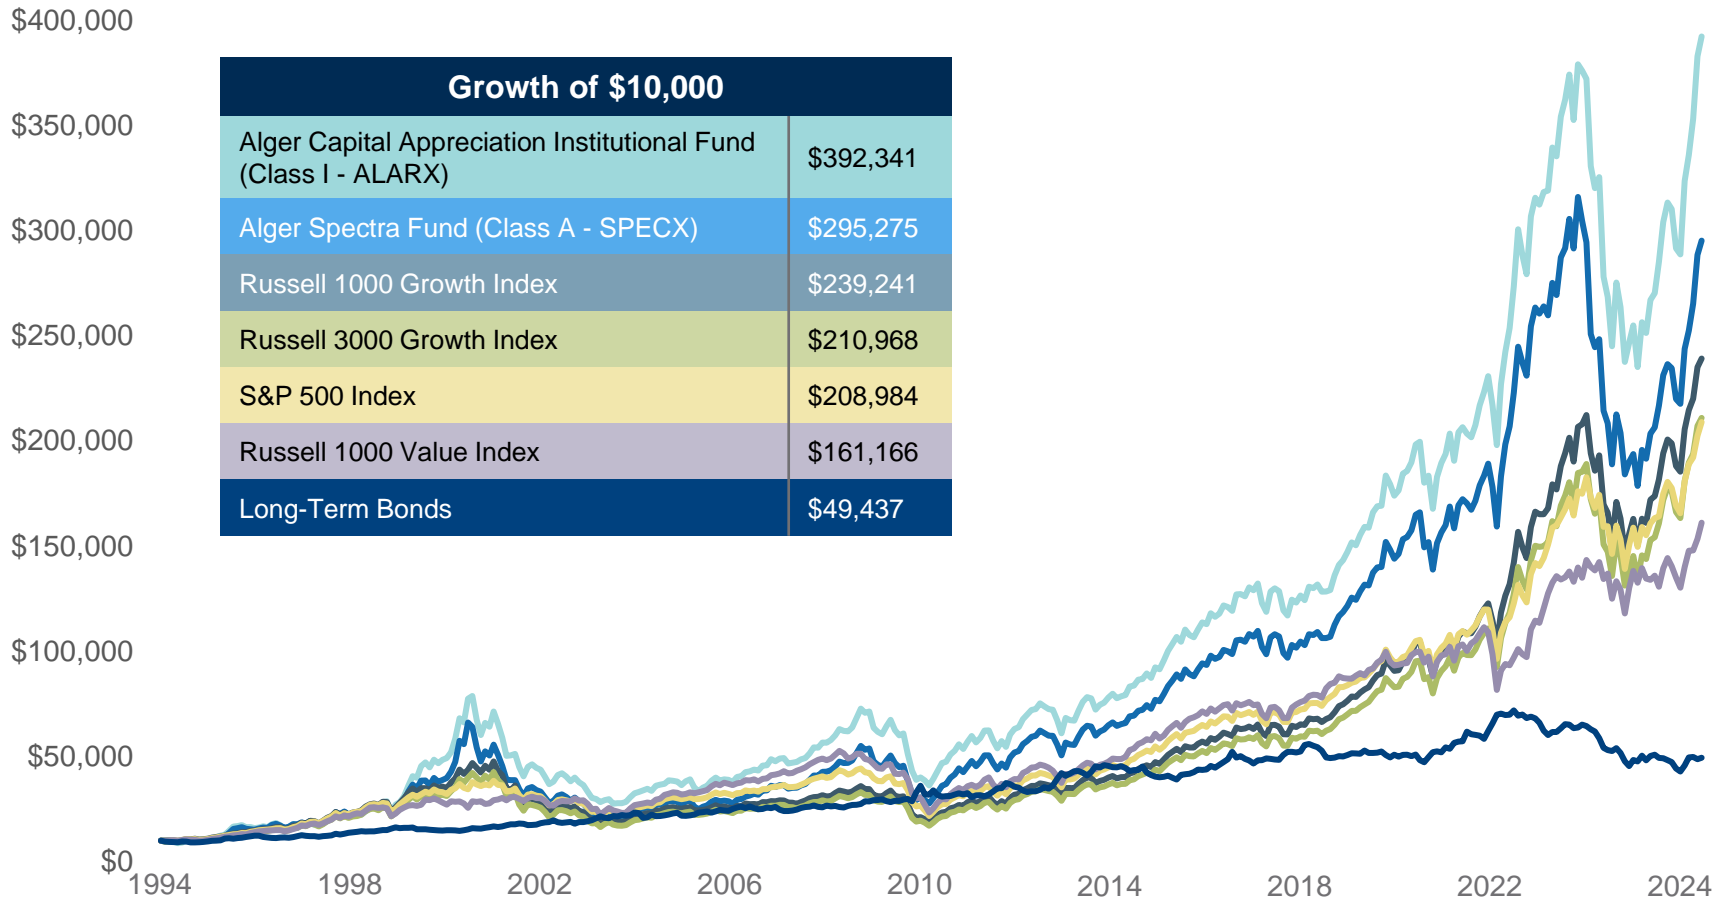 $400,000
$350,000
$300,000
$250,000
$200,000
$150,000
$100,000
$50,000
$0
Growth of $10,000
Alger Capital Appreciation Institutional Fund
(Class I - ALARX)
$392,341
Alger Spectra Fund (Class A - SPECX)
$295,275
Russell 1000 Growth Index
$239,241
Russell 3000 Growth Index
$210,968
S&P 500 Index
$208,984
Russell 1000 Value Index
$161,166
Long-Term Bonds
$49,437
1994
1998
2002
2006
2010
2014
2018
2022
2024